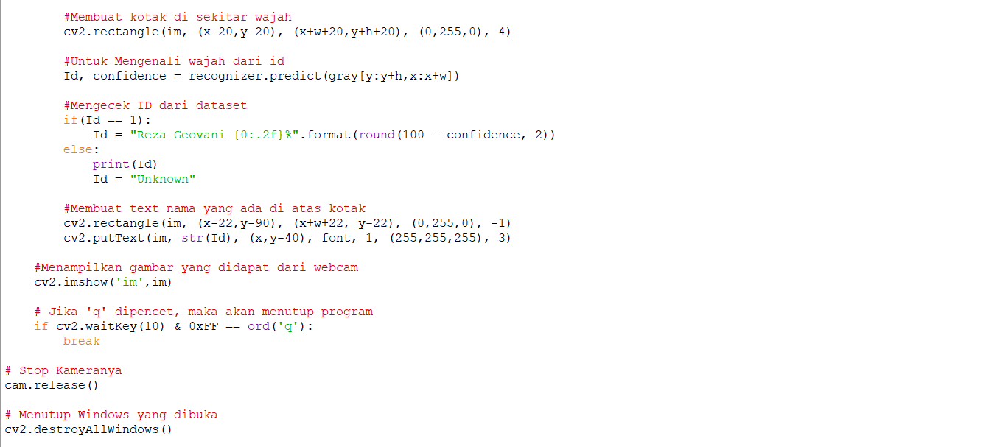 #Membuat kotak di sekitar wajah
cv2.rectangle(im, (x-20,y-20), (x+w+20,y+h+20), (0,255,0), 4)
#Untuk Mengenali wajah dari id
Id, confidence = recognizer.predict(gray[y:y+h,x:x+w])
#Mengecek ID dari dataset
if(Id == 1):
Id = "Reza Geovani {0:.2f}%".format(round(100 - confidence, 2))
else:
print(Id)
Id = "Unknown"
#Membuat text nama yang ada di atas kotak
cv2.rectangle(im, (x-22,y-90), (x+w+22, y-22), (0,255,0), -1)
cv2.putText(im, str(Id), (x,y-40), font, 1, (255,255,255), 3)
#Menampilkan gambar yang didapat dari webcam
cv2.imshow('im',im)
# Jika 'q' dipencet, maka akan menutup program
if cv2.waitKey(10) & 0xFF == ord('q'):
break
# Stop Kameranya
cam.release()
# Menutup Windows yang dibuka
cv2.destroyAllWindows()